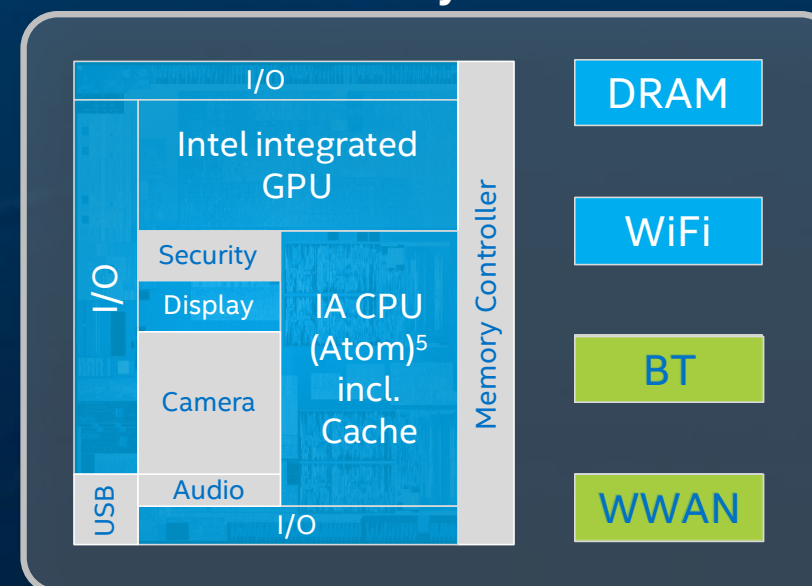 I/O
Intel integrated
GPU
I/O
Security
Display
Camera
Audio
USB
IA CPU
(Atom)5
incl.
Cache
I/O
Memory Controller
DRAM
WiFi
BT
WWAN